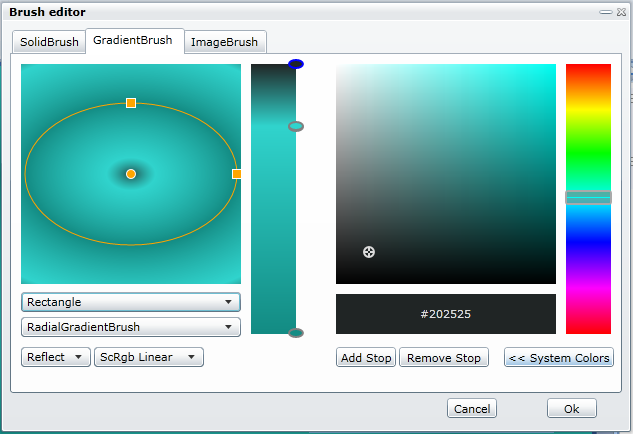 Brush editor
SolidBrush GradientBrush ImageBrush
Rectangle
#202525
RadialGradientBrush
Reflect ScRgb Linear Add Stop Remove Stop << System Colors
Cancel Ok